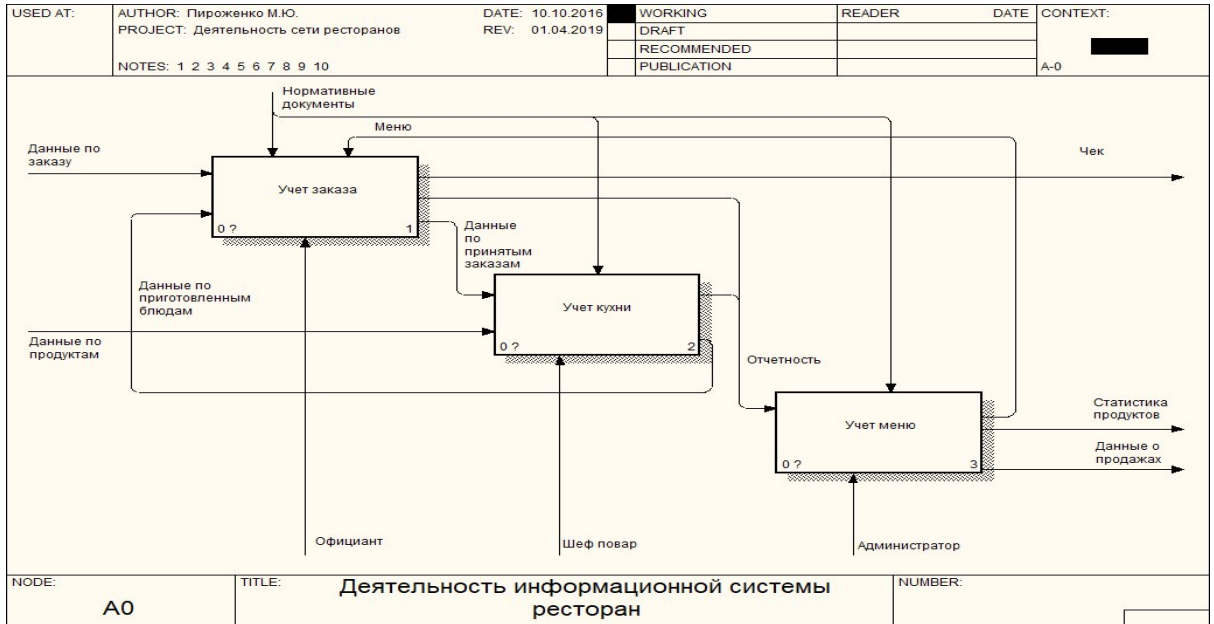 USED AT:
AUTHOR: Пироженко М.Ю.
DATE: 10.10.2016
PROJECT: Деятельность сети ресторанов
REV: 01.04.2019
NOTES: 1 2 3 4 5 6 7 8 9 10
WORKING
DRAFT
RECOMMENDED
PUBLICATION
READER
DATE
CONTEXT:
A-0
Нормативные
документы
Меню
Данные по
заказу
Чек
Учет заказа
0 ?
1
Данные
по
принятым
заказам
Данные по
приготовленным
блюдам
Учет кухни
0 ?
2
Данные по
продуктам
Отчетность
Учет меню
0 ?
3
Статистика
продуктов
Данные о
продажах
Официант
Шеф повар
Администратор
NODE:
A0
TITLE:
Деятельность информационной системы
ресторан
NUMBER: